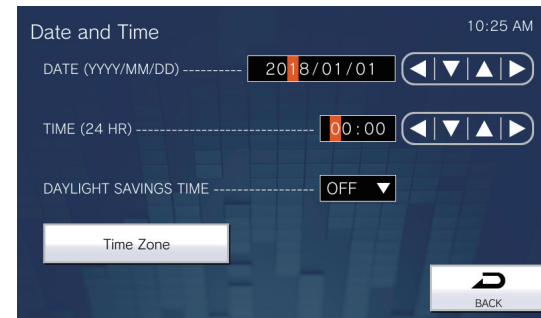 Date and Time 10:25 AM
DATE (YYYY/MM/DD) ---------- 2018/01/01
TIME (24 HR) ----------------------------- 00:00
DAYLIGHT SAVINGS TIME ---------------- OFF
Time Zone
BACK